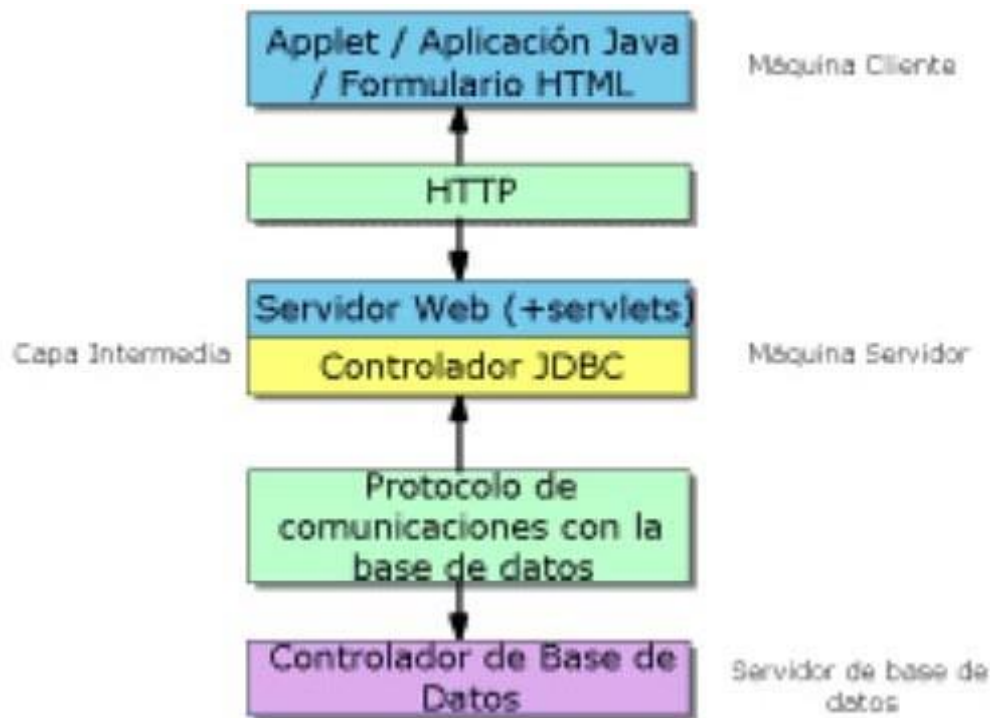 Applet / Aplicación Java
/ Formulario HTML
Máquina Cliente
HTTP
Servidor Web (+servlets)
Capa Intermedia
Controlador JDBC
Máquina Servidor
Protocolo de
comunicaciones con la
base de datos
Controlador de Base de
Datos
Servidor de base de
datos